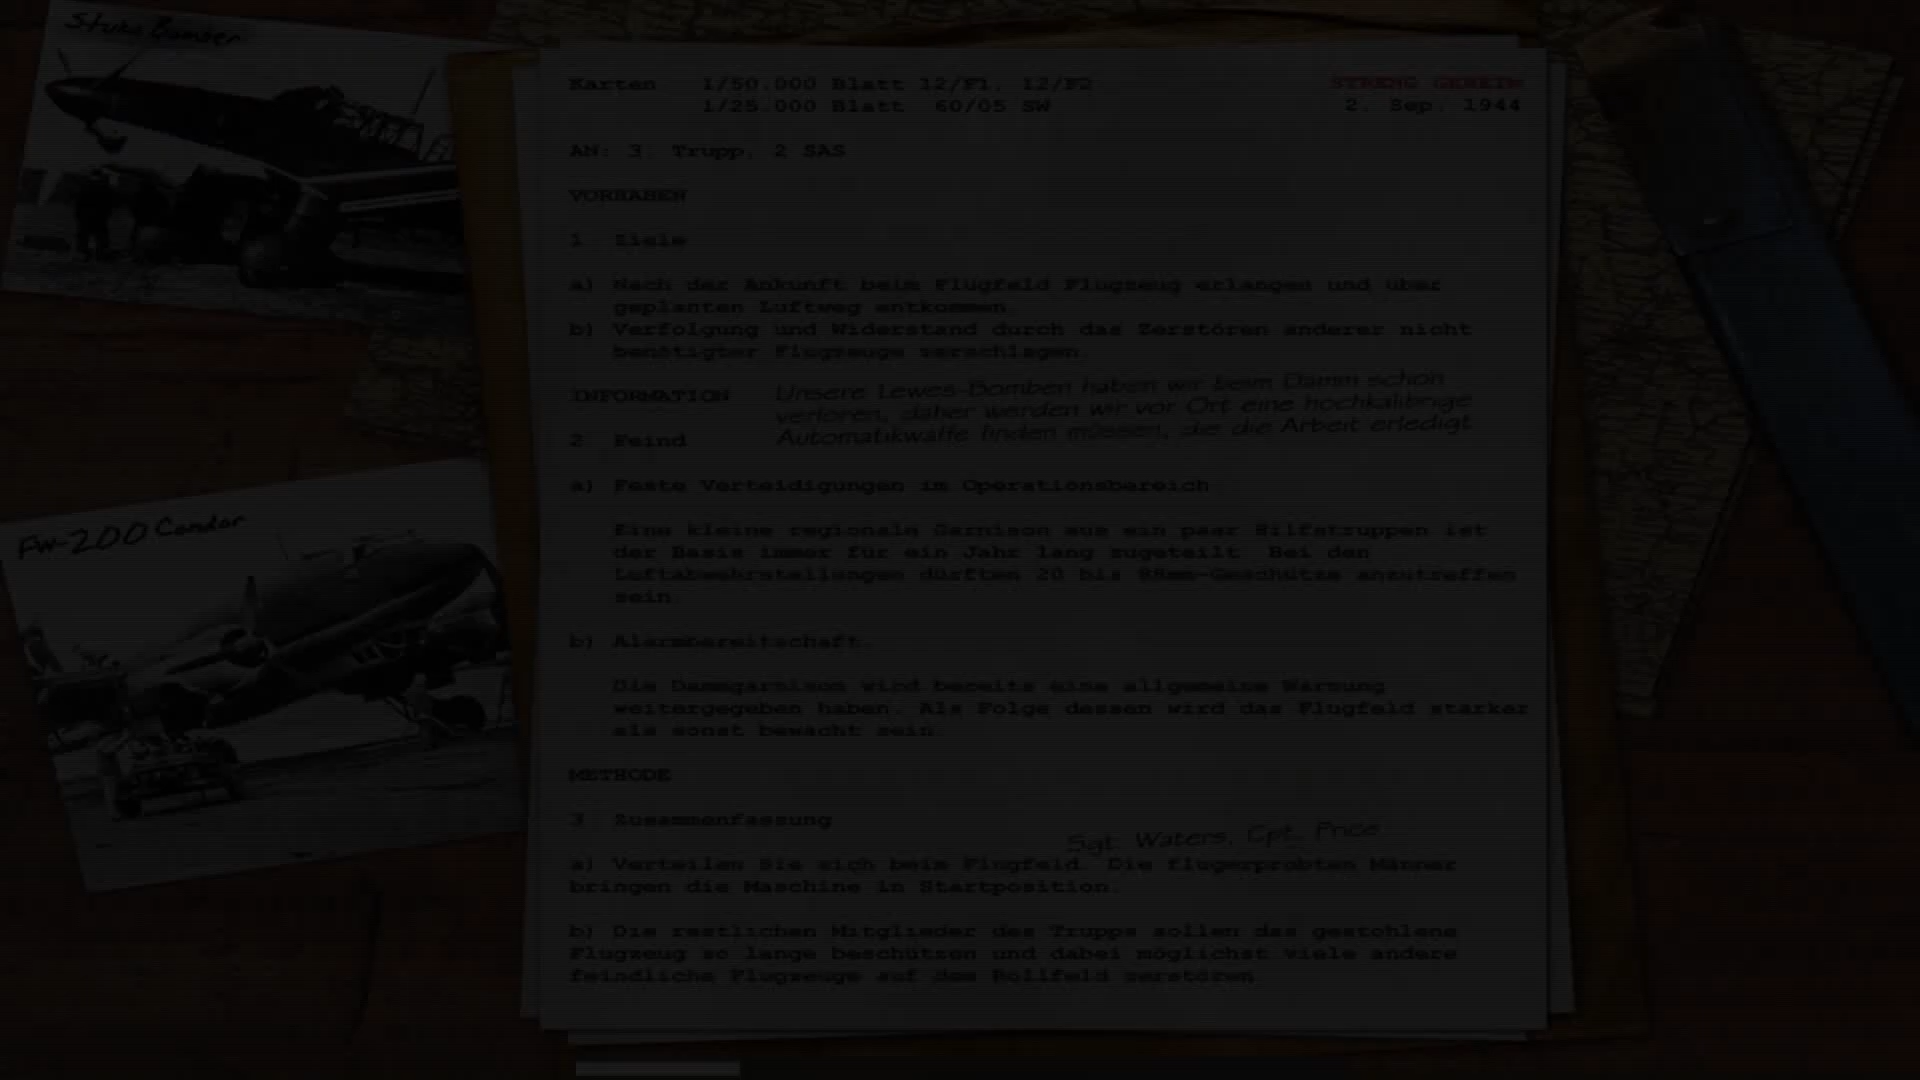 Stuka Bomber
Karten 1/50.000 Blatt 12/F1, 12/F2
STRENG GEHEIM
1/25.000 Blatt 60/05 SW
2. Sep. 1944
AN: 3. Trupp, 2 SAS
VORHABEN
1. Ziele
a) Nach der Ankunft beim Flugfeld Flugzeug erlangen und über
geplanten Luftweg entkommen.
b) Verfolgung und Widerstand durch das Zerstören anderer nicht
benötigter Flugzeuge zerschlagen.
INFORMATION
Unsere Lewes-Bomben haben wir beim Damm schon
verloren, daher werden wir vor Ort eine hochkalibrige
Automatikwaffe finden müssen, die die Arbeit erledigt
2. Feind
a) Feste Verteidigungen im Operationsbereich
Eine kleine regionale Garnison aus ein paar Hilfstruppen ist
der Basis immer für ein Jahr lang zugeteilt. Bei den
Luftabwehrstellungen dürften 20 bis 88mm-Geschütze anzutreffen
sein.
b) Alarmbereitschaft.
Die Dammgarnison wird bereits eine allgemeine Warnung
weitergegeben haben. Als Folge dessen wird das Flugfeld stärker
als sonst bewacht sein.
METHODE
3. Zusammenfassung
Sgt. Waters, Cpt. Price
a) Verteilen Sie sich beim Flugfeld. Die flugerprobten Männer
bringen die Maschine in Startposition.
b) Die restlichen Mitglieder des Trupps sollen das gestohlene
Flugzeug so lange beschützen und dabei möglichst viele andere
feindliche Flugzeuge auf dem Rollfeld zerstören.
Fw-200 Condor